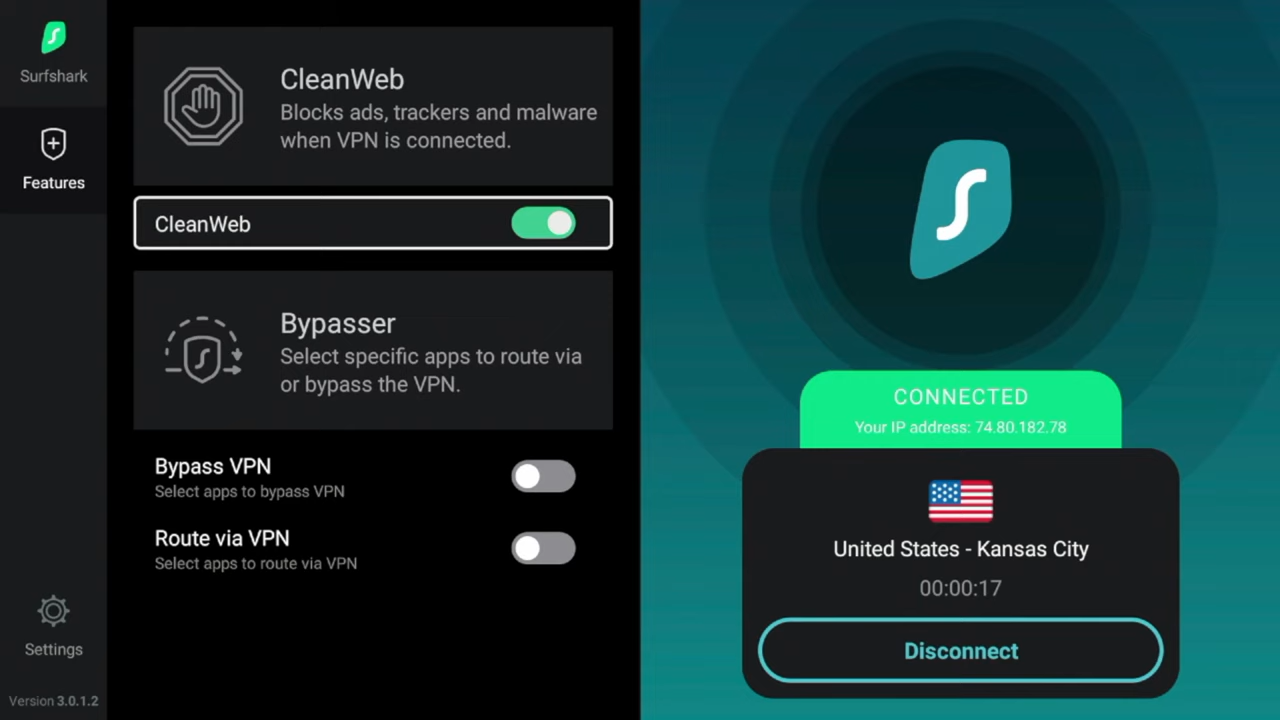 Surfshark
Features
Settings
Version 3.0.1.2
CleanWeb
Blocks ads, trackers and malware
when VPN is connected.
CleanWeb
Bypasser
Select specific apps to route via
or bypass the VPN.
Bypass VPN
Select apps to bypass VPN
Route via VPN
Select apps to route via VPN
CONNECTED
Your IP address: 74.80.182.78
United States - Kansas City
00:00:17
Disconnect